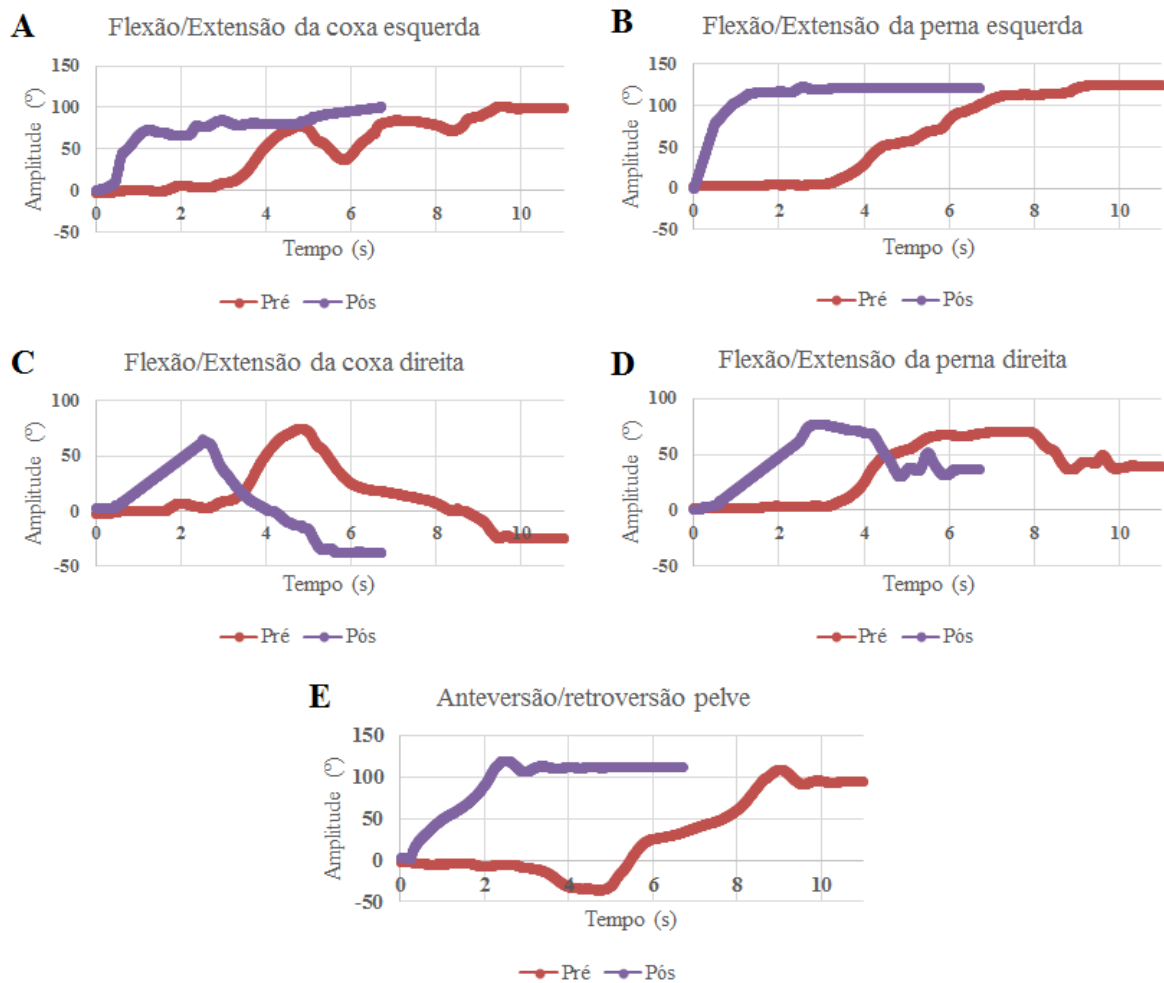 A
Flexão/Extensão da coxa esquerda
Amplitude (º)
150
100
50
0
-50
0 2 4 6 8 10
Tempo (s)
Pré Pós
B
Flexão/Extensão da perna esquerda
Amplitude (º)
150
100
50
0
-50
0 2 4 6 8 10
Tempo (s)
Pré Pós
C
Flexão/Extensão da coxa direita
Amplitude (º)
100
50
0
-50
0 2 4 6 8 10
Tempo (s)
Pré Pós
D
Flexão/Extensão da perna direita
Amplitude (º)
100
50
0
-50
0 2 4 6 8 10
Tempo (s)
Pré Pós
E
Anteversão/retroversão pelve
Amplitude (º)
150
100
50
0
-50
0 2 4 6 8 10
Tempo (s)
Pré Pós